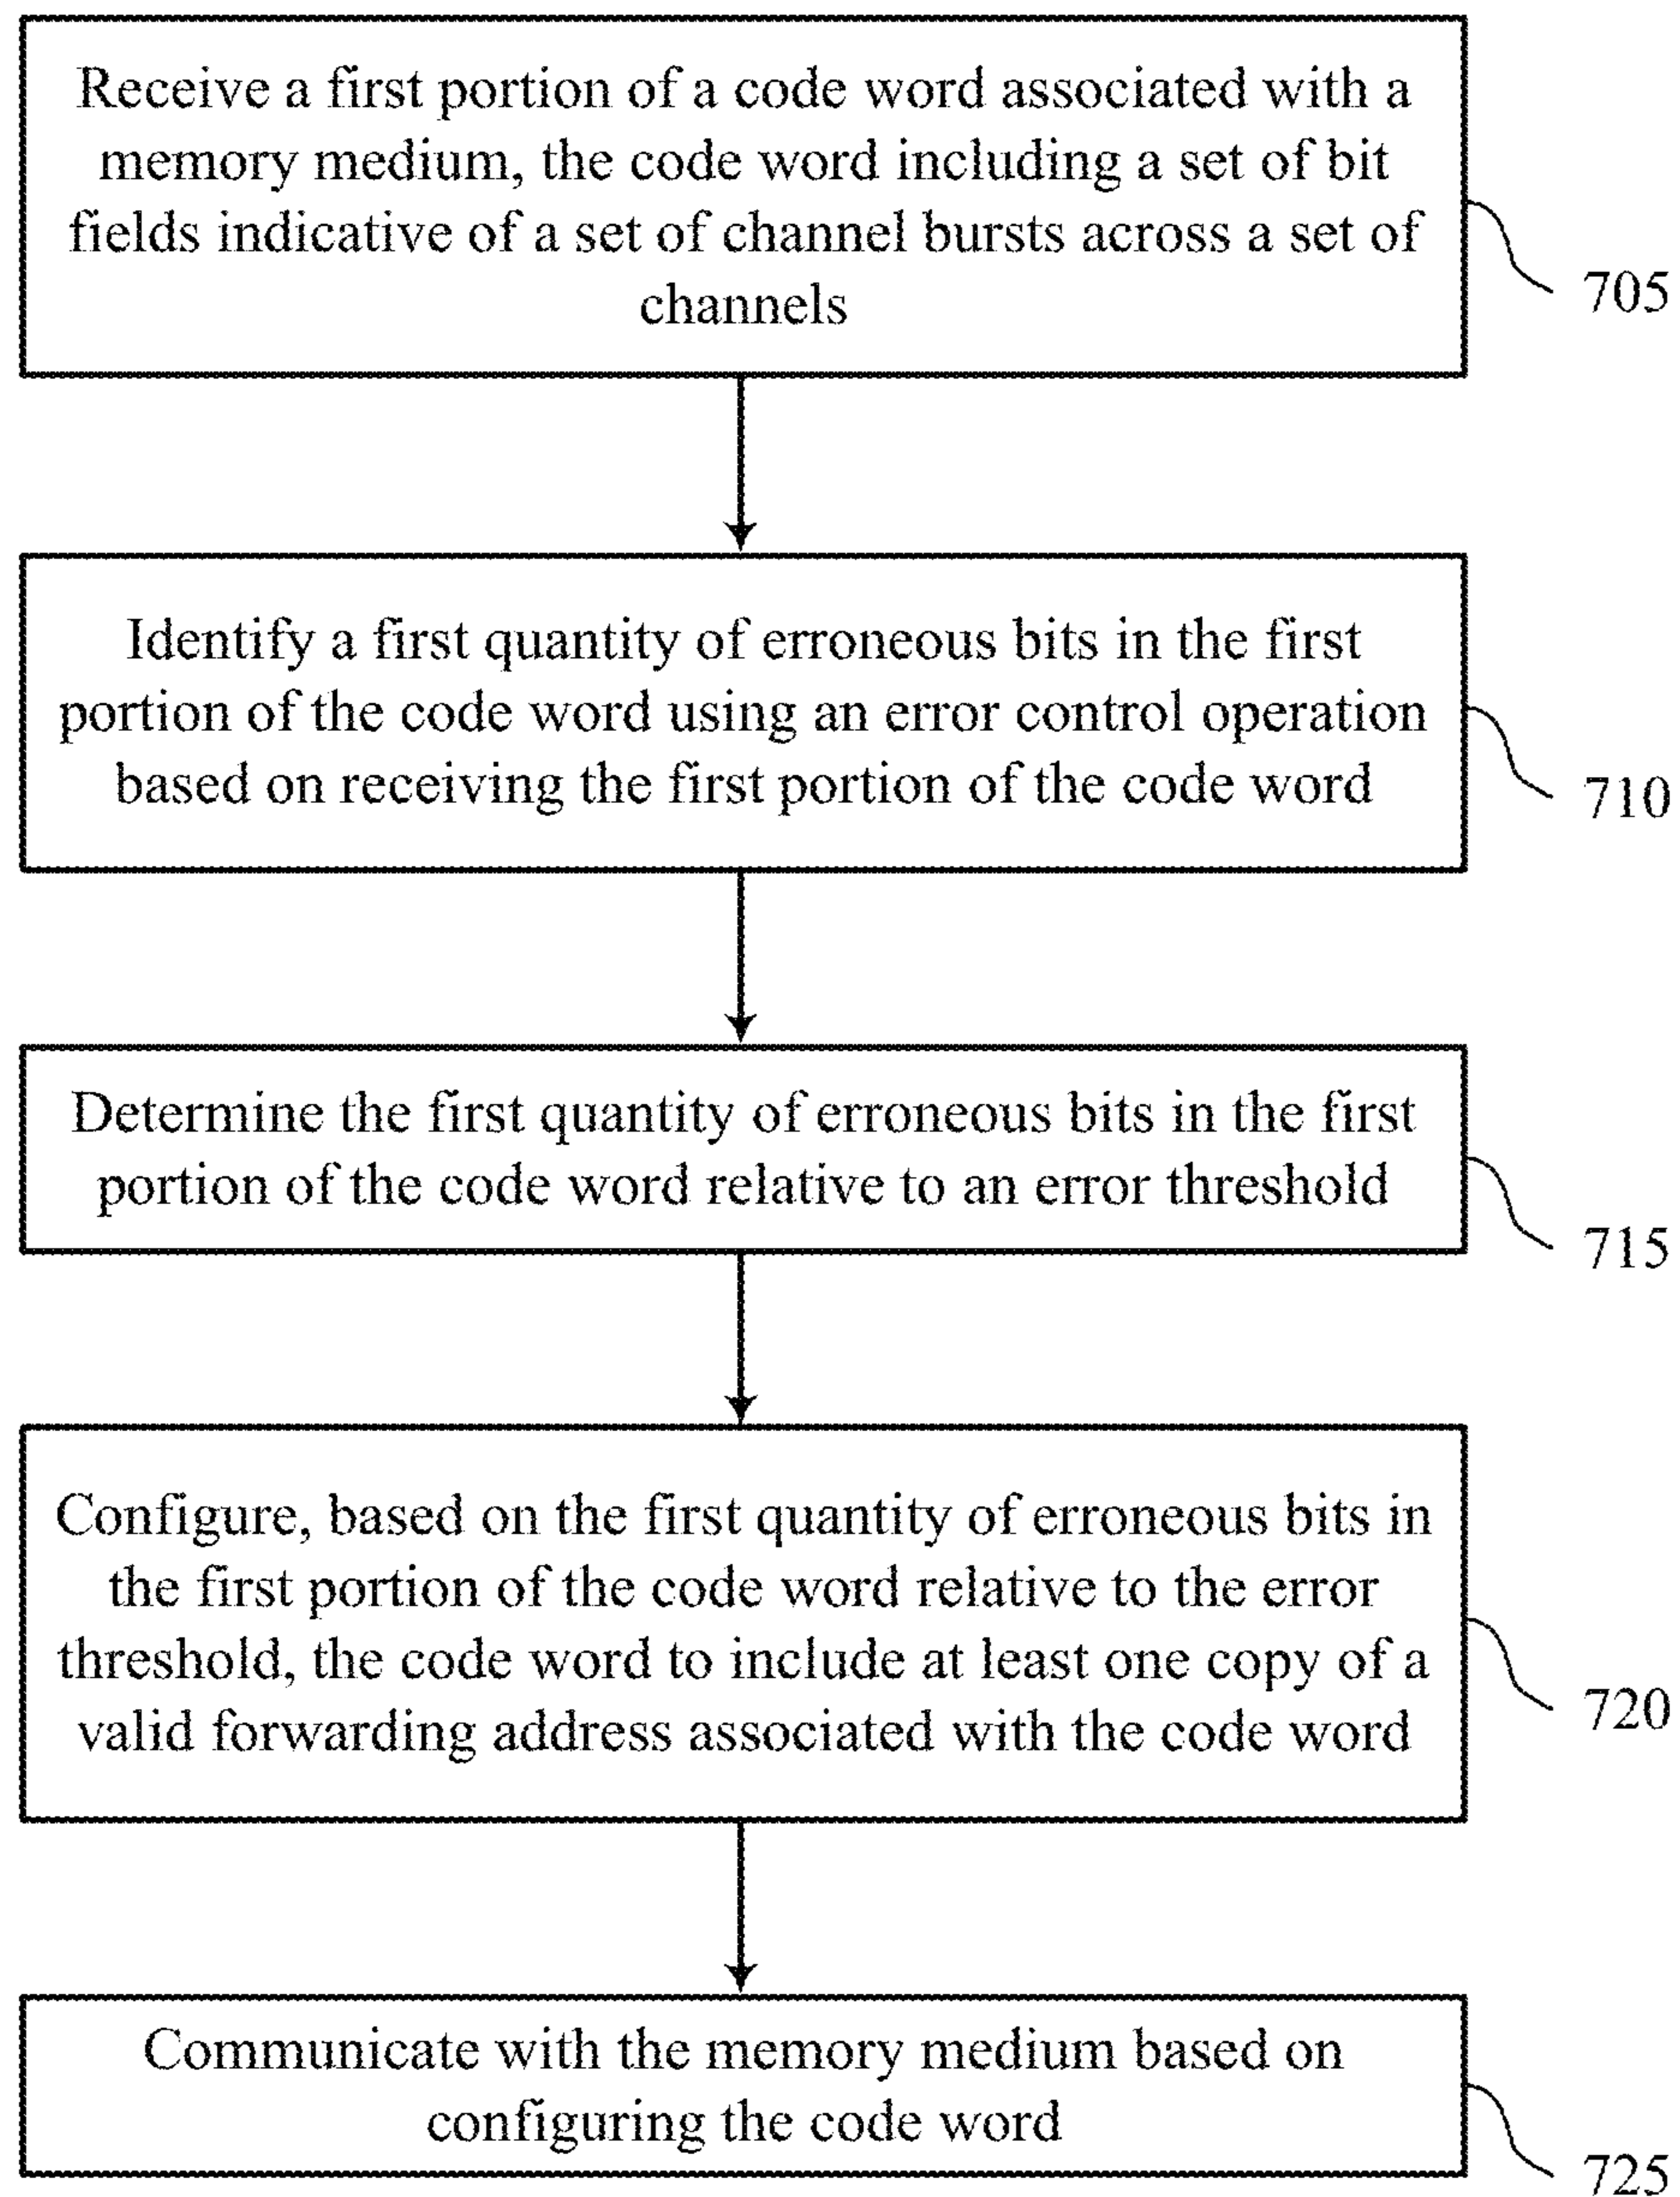 Receive a first portion of a code word associated with a
memory medium, the code word including a set of bit
fields indicative of a set of channel bursts across a set of
channels
705
Identify a first quantity of erroneous bits in the first
portion of the code word using an error control operation
based on receiving the first portion of the code word
710
Determine the first quantity of erroneous bits in the first
portion of the code word relative to an error threshold
715
Configure, based on the first quantity of erroneous bits in
the first portion of the code word relative to the error
threshold, the code word to include at least one copy of a
valid forwarding address associated with the code word
720
Communicate with the memory medium based on
configuring the code word
725